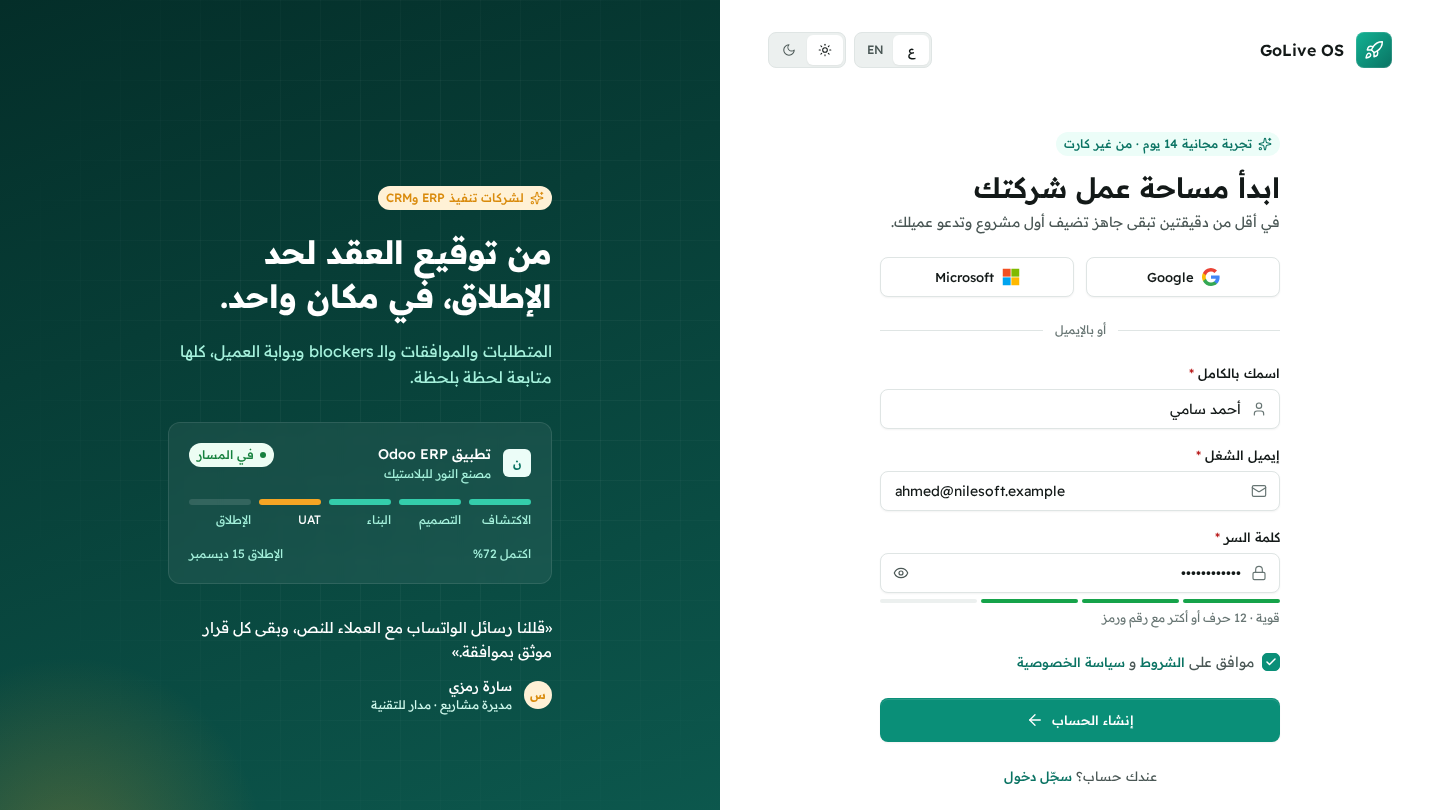 GoLive OS
ع
EN
تجربة مجانية 14 يوم · من غير كارت
ابدأ مساحة عمل شركتك
في أقل من دقيقتين تبقى جاهز تضيف أول مشروع وتدعو عميلك.
Google
Microsoft
أو بالإيميل
اسمك بالكامل *
أحمد سامي
إيميل الشغل *
ahmed@nilesoft.example
كلمة السر *
••••••••••••
قوية · 12 حرف أو أكتر مع رقم ورمز
موافق على الشروط و سياسة الخصوصية
إنشاء الحساب
عندك حساب؟ سجّل دخول
لشركات تنفيذ ERP وCRM
من توقيع العقد لحد
الإطلاق، في مكان واحد.
المتطلبات والموافقات والـ blockers وبوابة العميل، كلها
متابعة لحظة بلحظة.
ن
تطبيق Odoo ERP
مصنع النور للبلاستيك
في المسار
الاكتشاف
التصميم
البناء
UAT
الإطلاق
اكتمل 72%
الإطلاق 15 ديسمبر
«قللنا رسائل الواتساب مع العملاء للنص، وبقى كل قرار
موثق بموافقة.»
س
سارة رمزي
مديرة مشاريع · مدار للتقنية